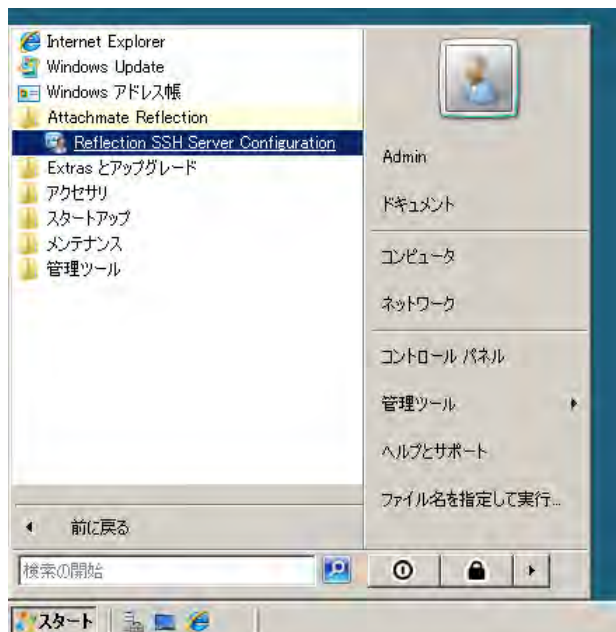 Internet Explorer
Windows Update
Windows アドレス帳
Attachmate Reflection
Reflection SSH Server Configuration
Extras とアップグレード
アクセサリ
スタートアップ
メンテナンス
管理ツール
前に戻る
検索の開始
Admin
ドキュメント
コンピュータ
ネットワーク
コントロール パネル
管理ツール
ヘルプとサポート
ファイル名を指定して実行...
スタート